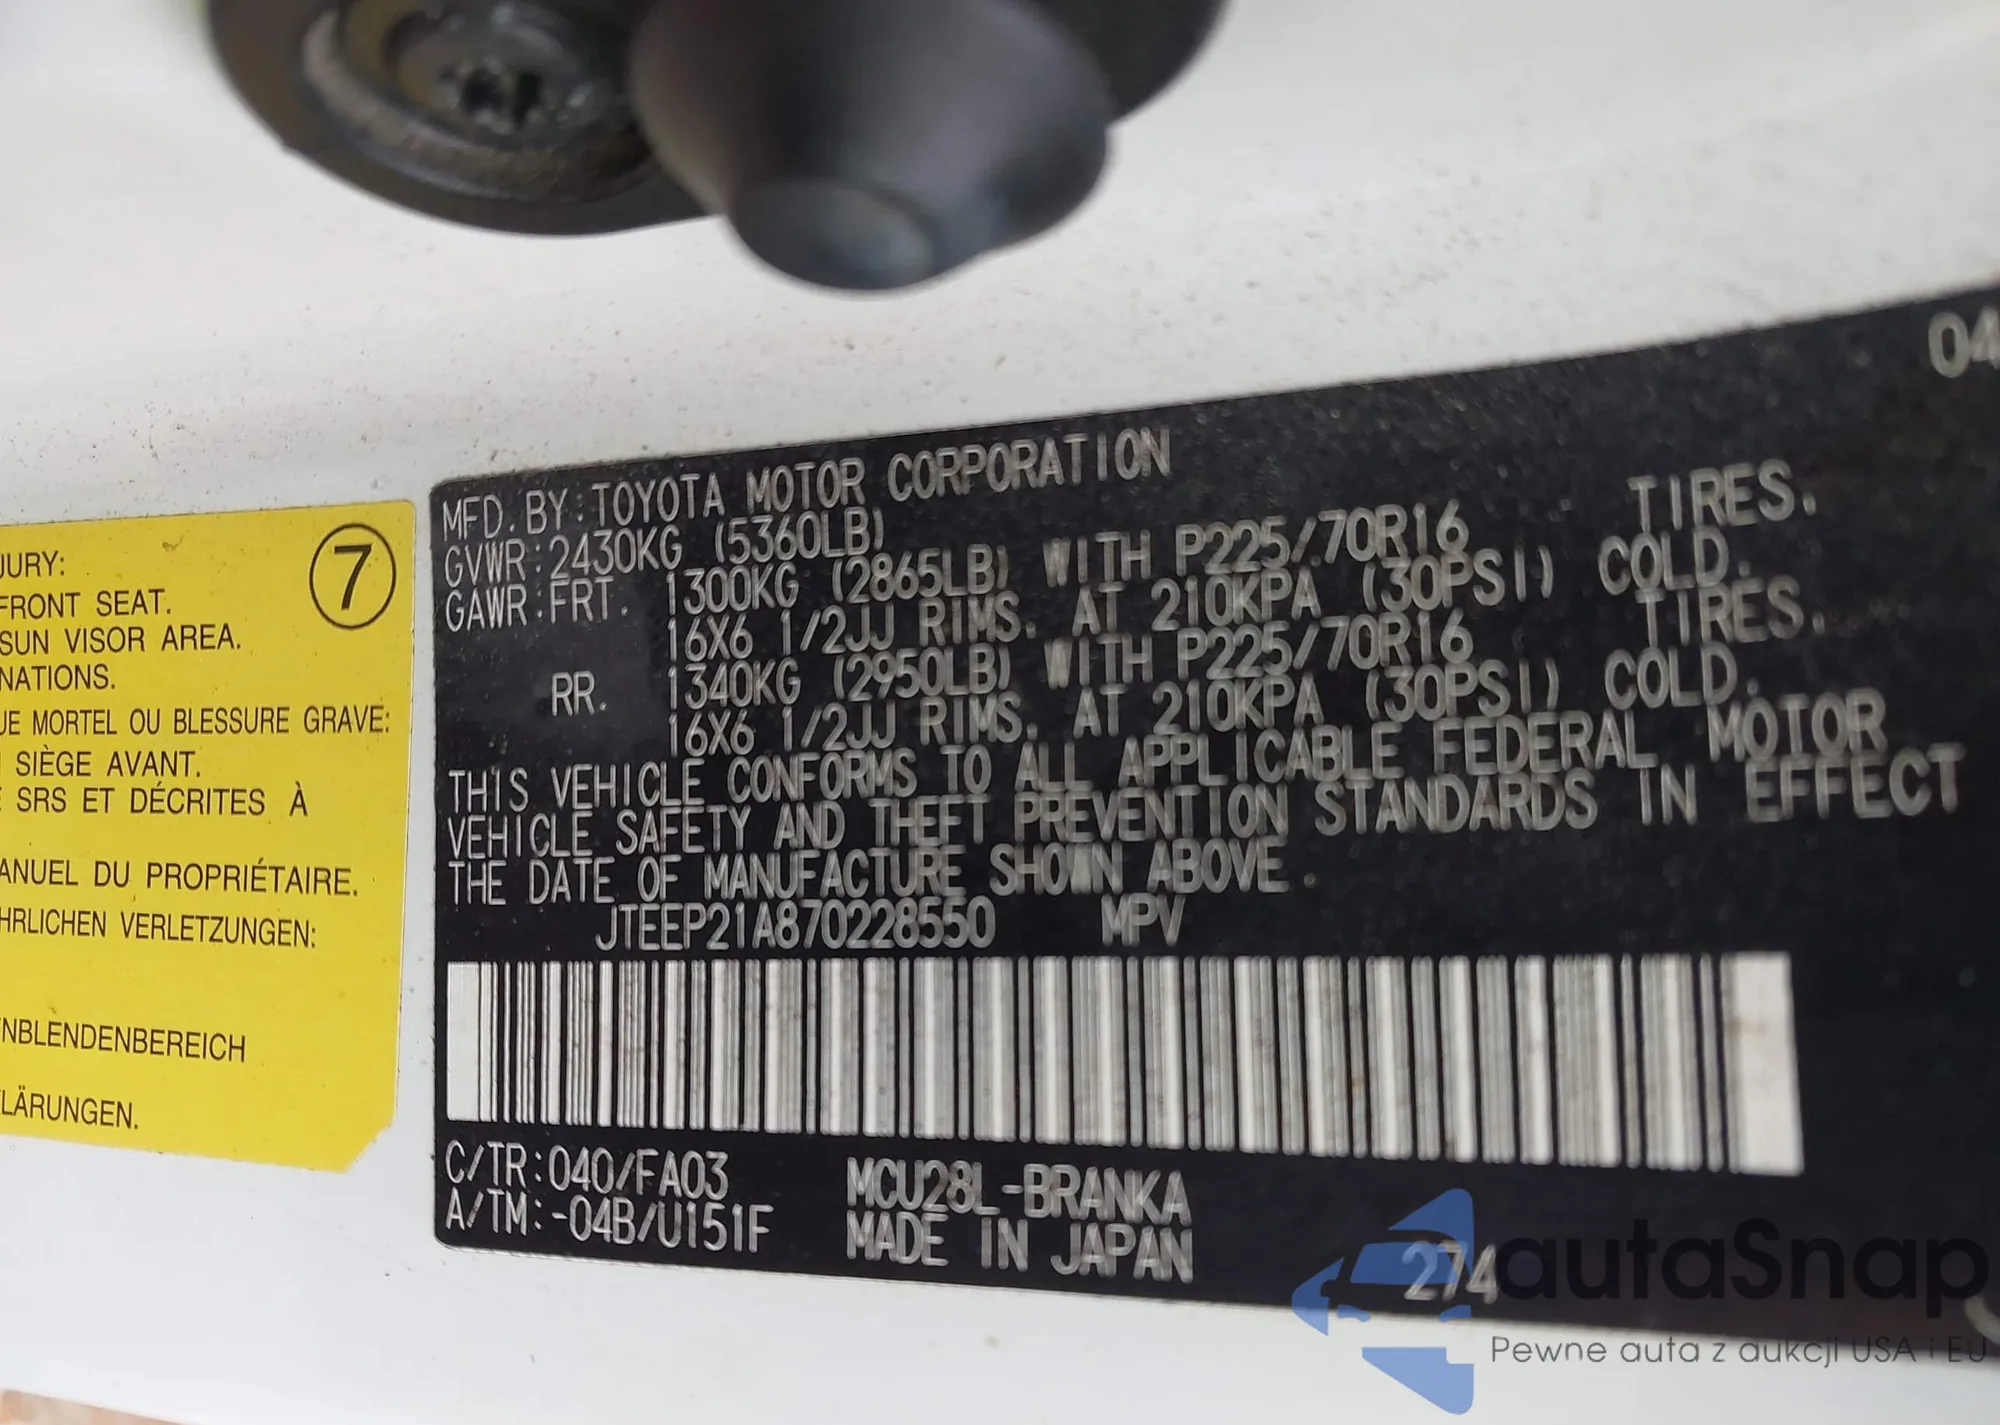 JURY:
⑦
FRONT SEAT.
SUN VISOR AREA.
NATIONS.
UE MORTEL OU BLESSURE GRAVE:
SIÈGE AVANT.
SRS ET DÉCRITES À
ANUEL DU PROPRIÉTAIRE.
HRLICHEN VERLETZUNGEN:
NBLENDENBEREICH
LÄRUNGEN.
04
MFD. BY: TOYOTA MOTOR CORPORATION
GVWR: 2430KG (5360LB)
GAWR: FRT. 1300KG (2865LB) WITH P225/70R16 TIRES.
16X6 1/2JJ RIMS. AT 210KPA (30PSI) COLD.
RR. 1340KG (2950LB) WITH P225/70R16 TIRES.
16X6 1/2JJ RIMS. AT 210KPA (30PSI) COLD.
THIS VEHICLE CONFORMS TO ALL APPLICABLE FEDERAL MOTOR
VEHICLE SAFETY AND THEFT PREVENTION STANDARDS IN EFFECT
THE DATE OF MANUFACTURE SHOWN ABOVE.
JTEEP21A870228550 MPV
C/TR: 040/FA03 MCU28L-BRANKA
A/TM: -04B/U151F MADE IN JAPAN
274
autaSnap
Pewne auta z aukcji USA i EU